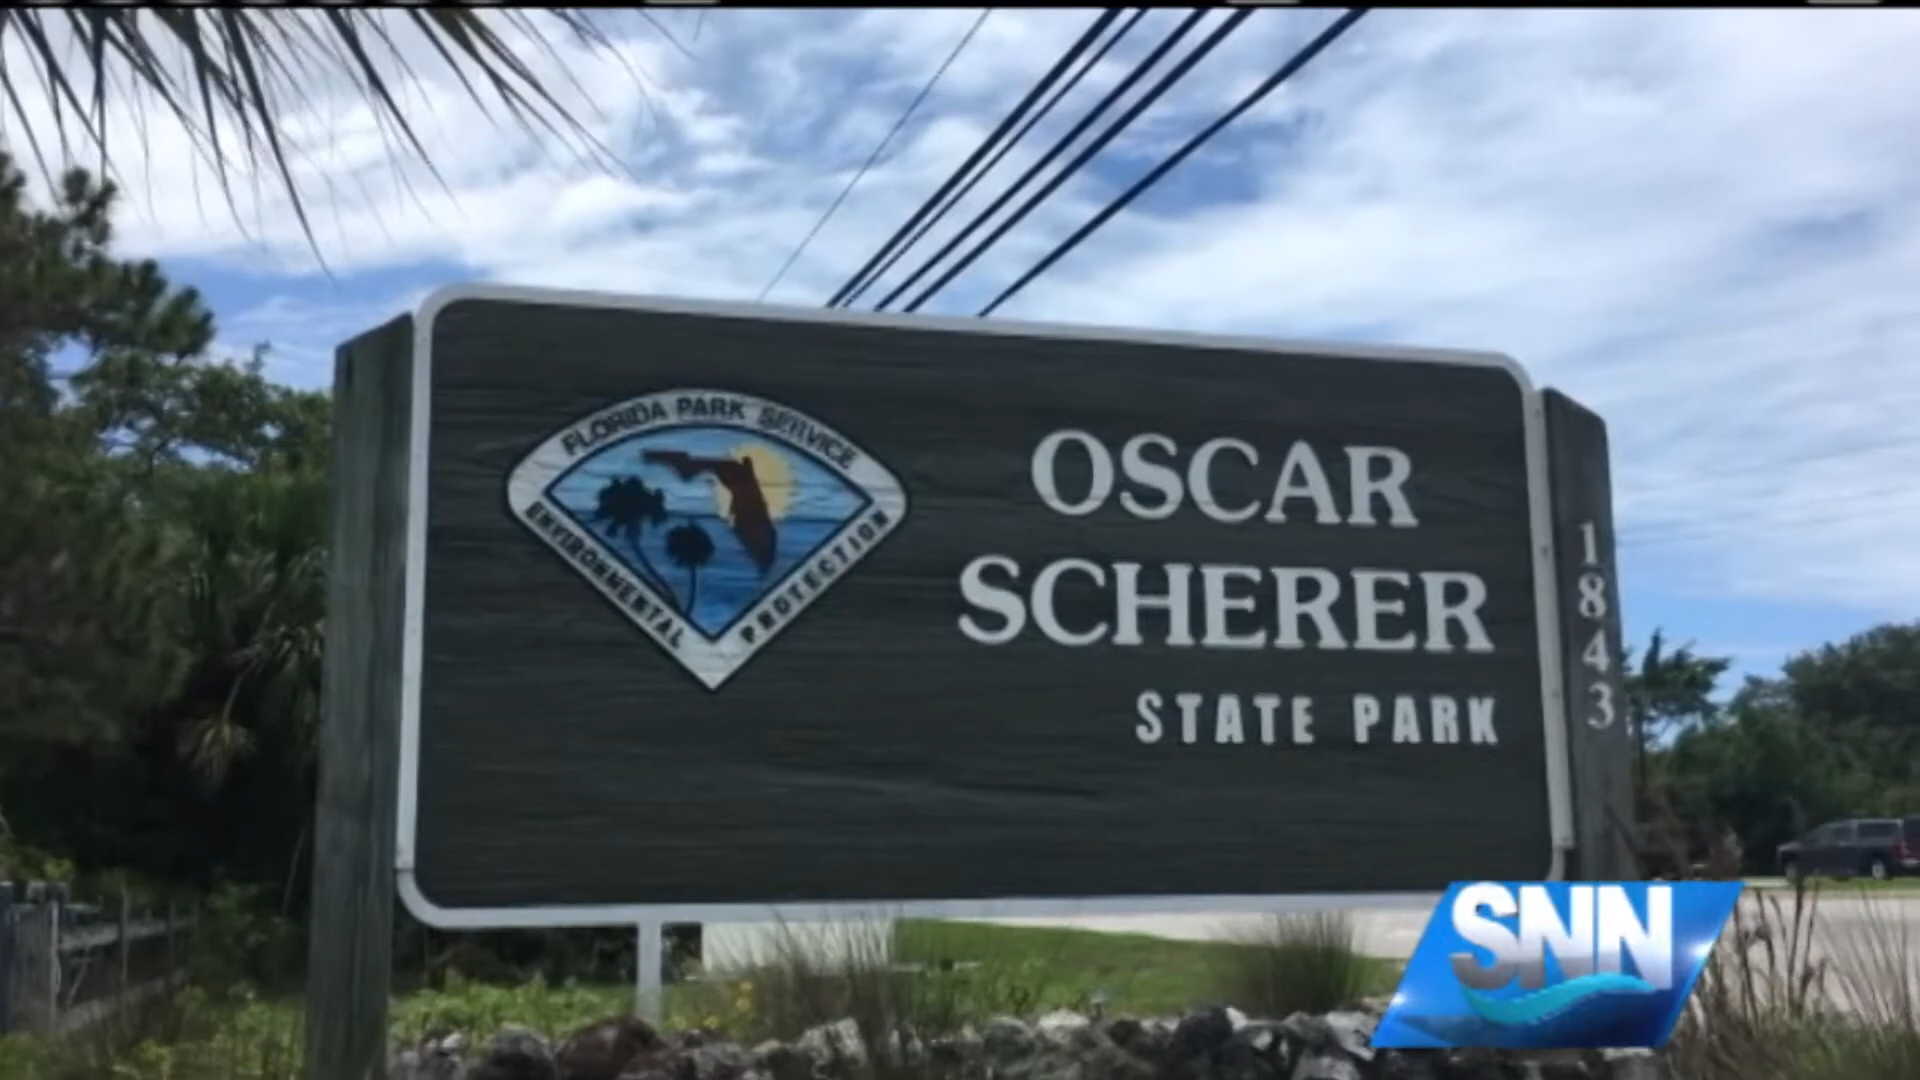 FLORIDA PARK SERVICE
ENVIRONMENTAL PROTECTION
OSCAR
SCHERER
STATE PARK
1843
SNN